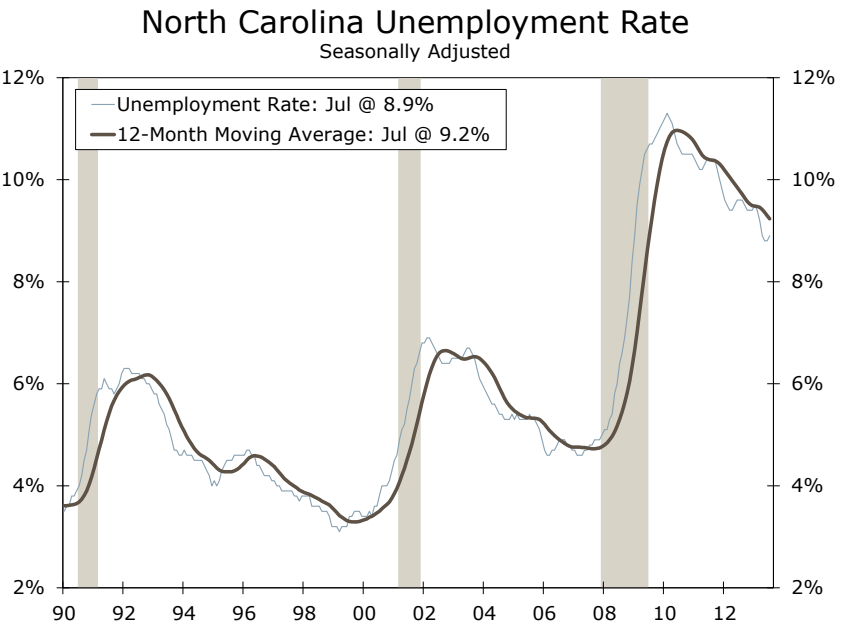 North Carolina Unemployment Rate
Seasonally Adjusted
12% 12%
Unemployment Rate: Jul @ 8.9%
12-Month Moving Average: Jul @ 9.2%
10% 10%
8% 8%
6% 6%
4% 4%
2% 2%
90 92 94 96 98 00 02 04 06 08 10 12